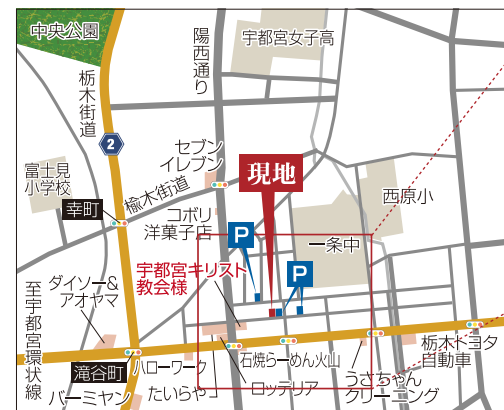 中央公園
栃木街道
陽西通り
宇都宮女子高
2
セブン
イレブン
富士見
小学校
幸町
楡木街道
現地
コボリ
洋菓子店
西原小
P
一条中
P
宇都宮キリスト
教会様
ダイソー&
アオヤマ
至宇都宮環状線
滝谷町
ハローワーク
石焼らーめん火山
栃木トヨタ
自動車
バーミヤン
たいらや
ロッテリア
うさちゃん
クリーニング